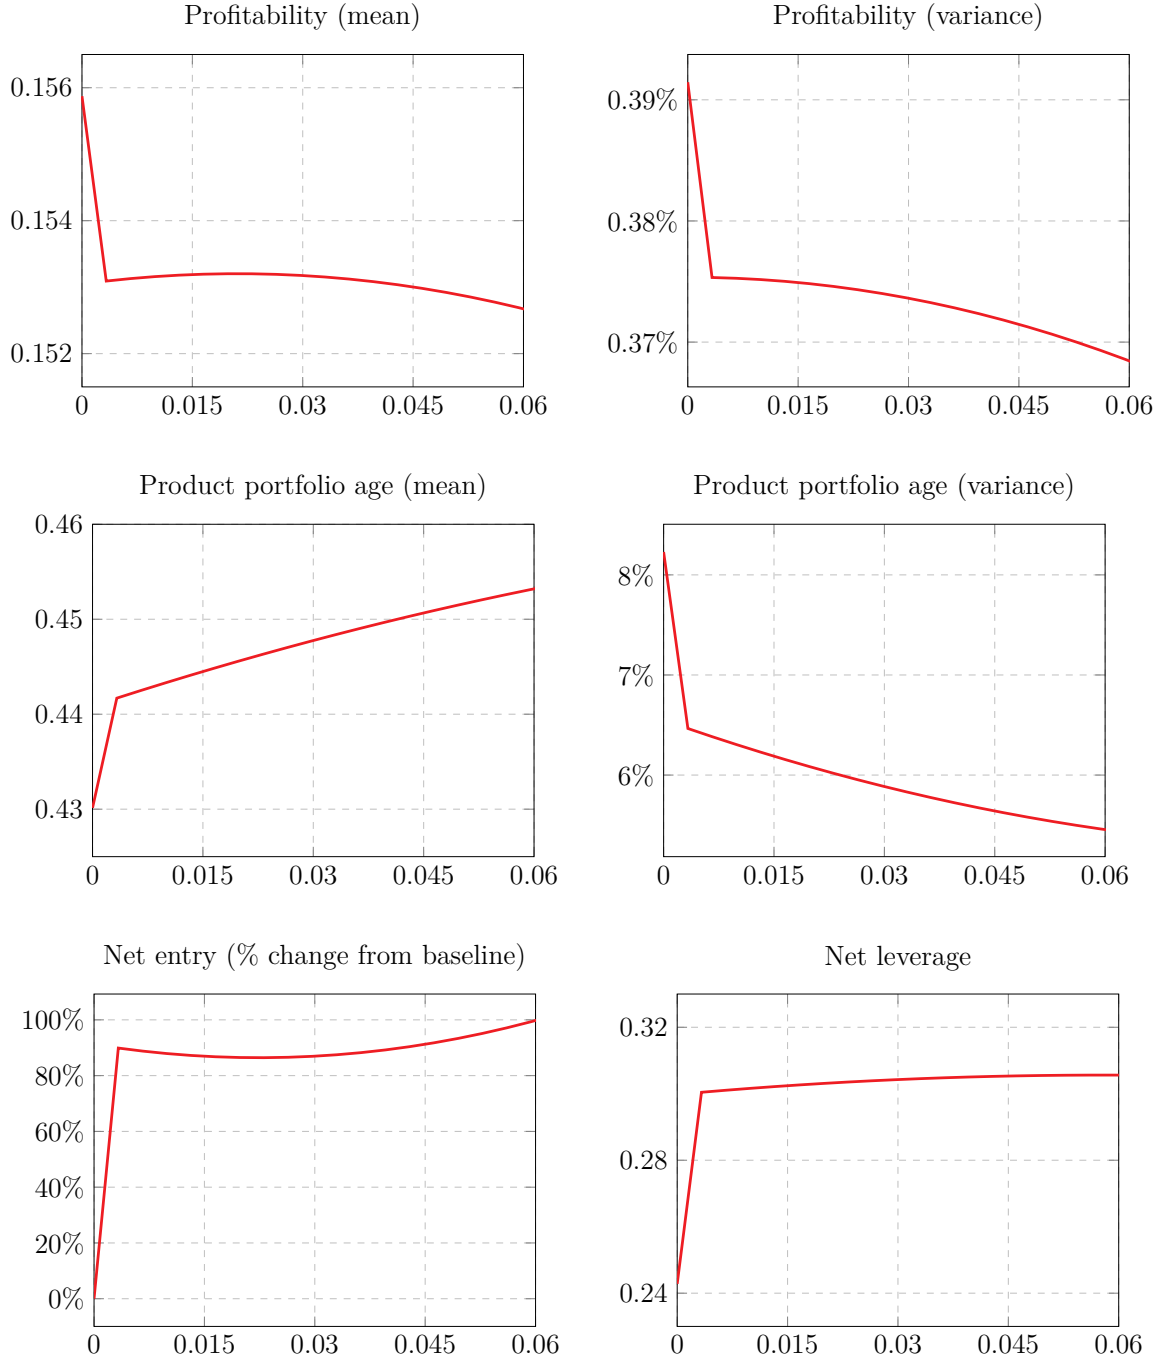 Profitability (mean)
0.156
0.154
0.152
0 0.015 0.03 0.045 0.06
Profitability (variance)
0.39%
0.38%
0.37%
0 0.015 0.03 0.045 0.06
Product portfolio age (mean)
0.46
0.45
0.44
0.43
0 0.015 0.03 0.045 0.06
Product portfolio age (variance)
8%
7%
6%
0 0.015 0.03 0.045 0.06
Net entry (% change from baseline)
100%
80%
60%
40%
20%
0%
0 0.015 0.03 0.045 0.06
Net leverage
0.32
0.28
0.24
0 0.015 0.03 0.045 0.06